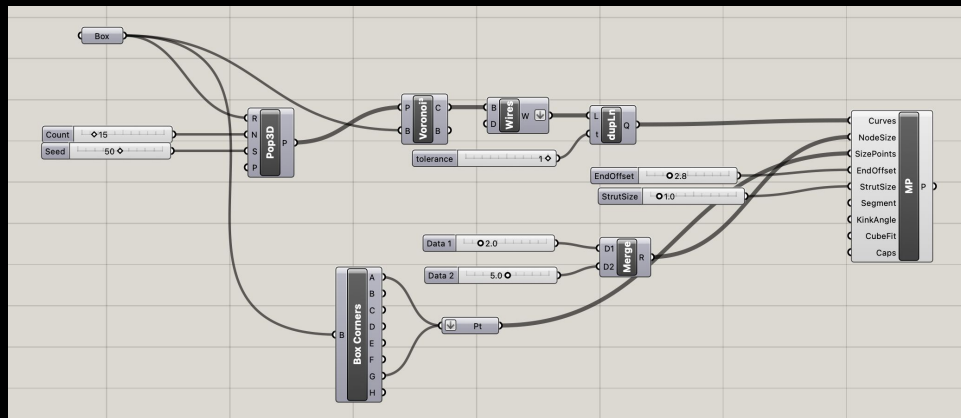 Box
Count 15
Seed 50
R
N
S
P
Pop3D
P
P
B
Voronoi³
C
B
B
D
Wires
W
L
t
dupLn
Q
tolerance 1
EndOffset 2.8
StrutSize 1.0
Data 1 2.0
Data 2 5.0
D1
D2
Merge
R
B
Box Corners
A
B
C
D
E
F
G
H
Pt
Curves
NodeSize
SizePoints
EndOffset
StrutSize
Segment
KinkAngle
CubeFit
Caps
MP
P